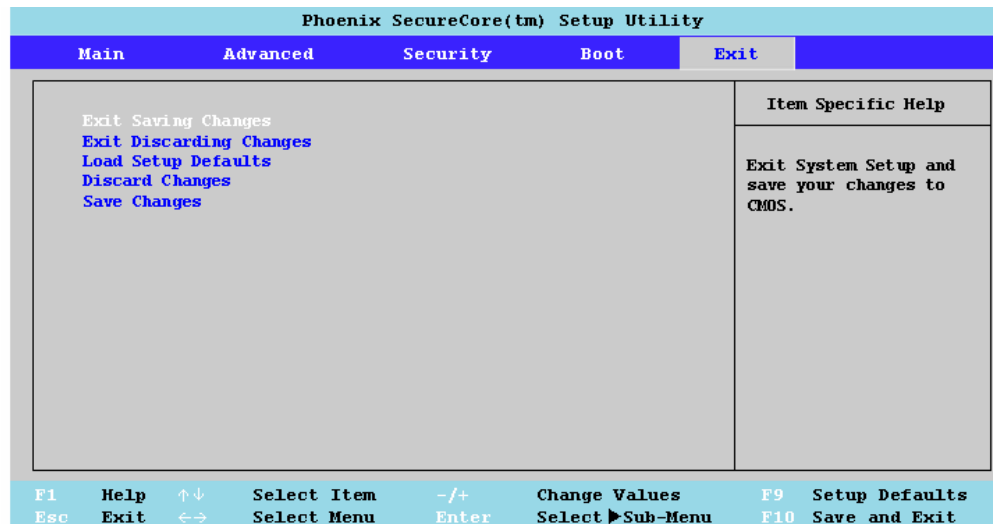 Phoenix SecureCore(tm) Setup Utility
Main Advanced Security Boot Exit
Exit Saving Changes
Exit Discarding Changes
Load Setup Defaults
Discard Changes
Save Changes
Item Specific Help
Exit System Setup and
save your changes to
CMOS.
F1 Help ↑↓ Select Item -/+ Change Values F9 Setup Defaults
Esc Exit ←→ Select Menu Enter Select ▶Sub-Menu F10 Save and Exit